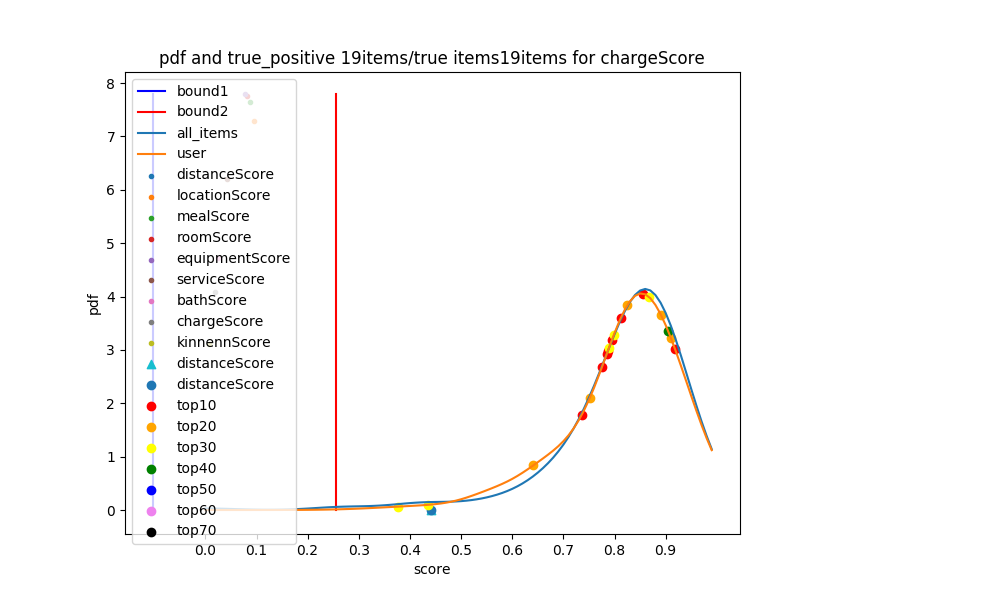 pdf and true_positive 19items/true items19items for chargeScore
8
7
6
5
4
3
2
1
0
pdf
bound1
bound2
all_items
user
distanceScore
locationScore
mealScore
roomScore
equipmentScore
serviceScore
bathScore
chargeScore
kinnennScore
distanceScore
distanceScore
top10
top20
top30
top40
top50
top60
top70
0.0 0.1 0.2 0.3 0.4 0.5 0.6 0.7 0.8 0.9
score